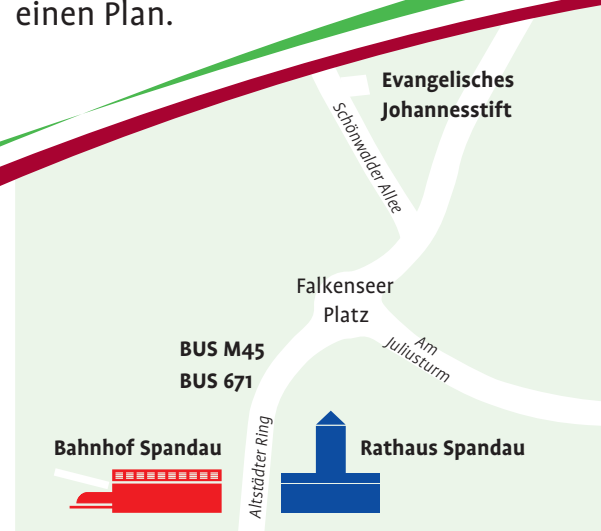 einen Plan.
Evangelisches
Johannesstift
Schönwalder Allee
Falkenseer
Platz
Am
Juliusturm
BUS M45
BUS 671
Altstädter Ring
Bahnhof Spandau
Rathaus Spandau